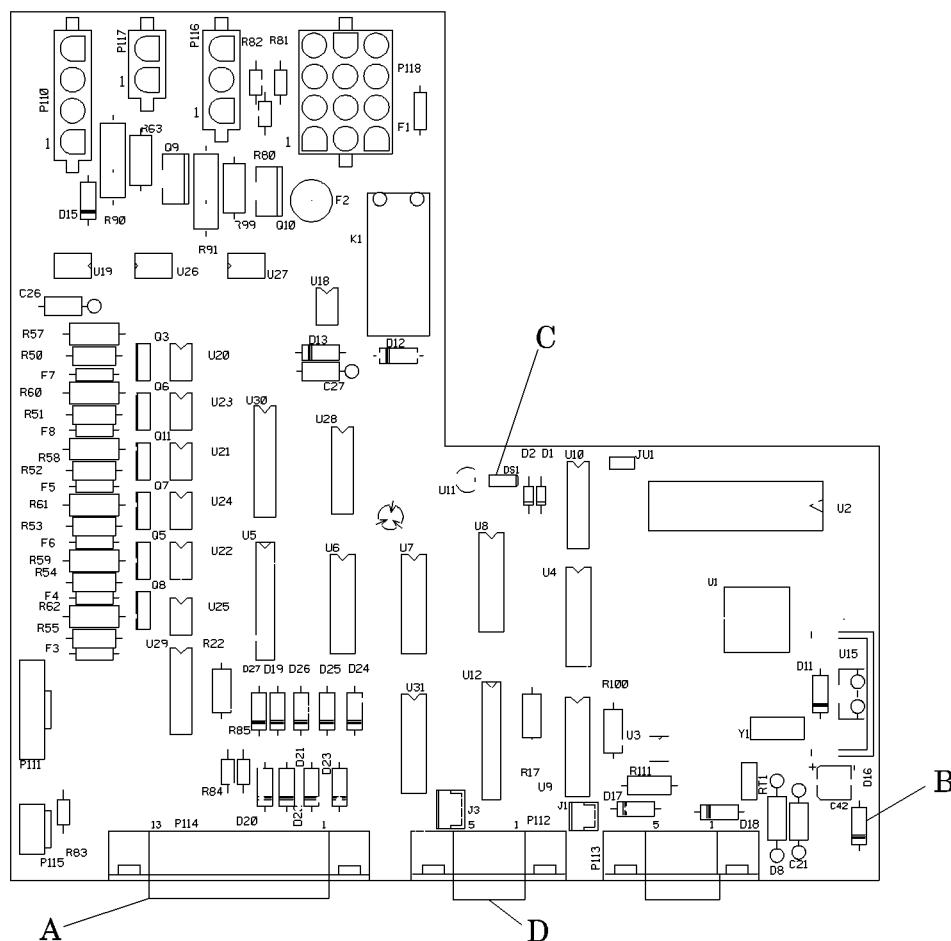 P110
P117
P116
R82
R81
P118
F1
1
1
1
1
R63
Q9
R80
D15
R90
R91
R99
Q10
F2
K1
U19
U26
U27
U18
C26
R57
Q3
D13
D12
R50
U20
C
F7
Q6
C27
R60
U23
U30
R51
U28
F8
Q11
R58
U21
D2
D1
U10
JU1
R52
U11
DS1
F5
Q7
R61
U24
U2
R53
U8
F6
Q5
U5
U6
U7
R59
U22
U4
R54
Q8
U1
F4
R62
U25
R55
U29
R22
F3
U15
D27
D19
D26
D25
D24
D11
U12
U31
R100
R85
U3
Y1
P111
D21
D23
R17
R111
RT1
D16
R84
U9
B
D17
C42
J3
J1
D20
13
P114
1
5
1
P112
5
1
D18
R83
P115
P113
D8
C21
A
D